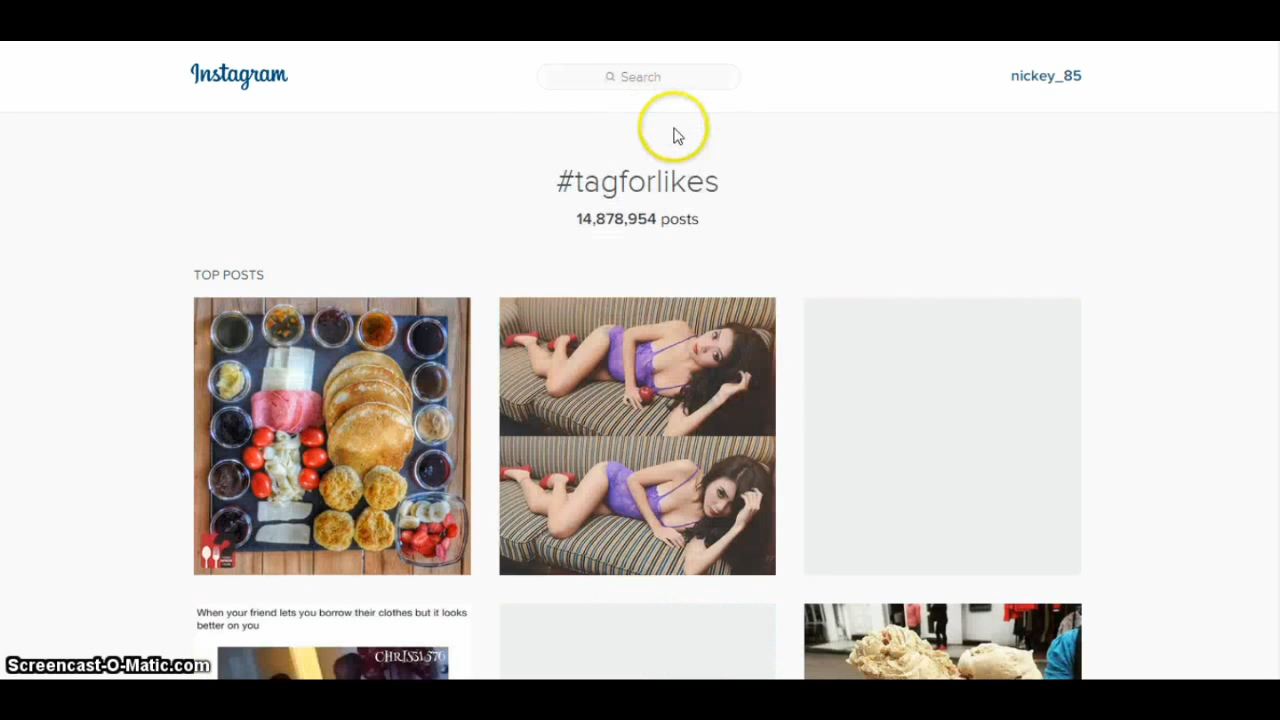 Instagram
Search
nickey_85
#tagforlikes
14,878,954 posts
TOP POSTS
When your friend lets you borrow their clothes but it looks
better on you
CHRIS31576
Screencast-O-Matic.com